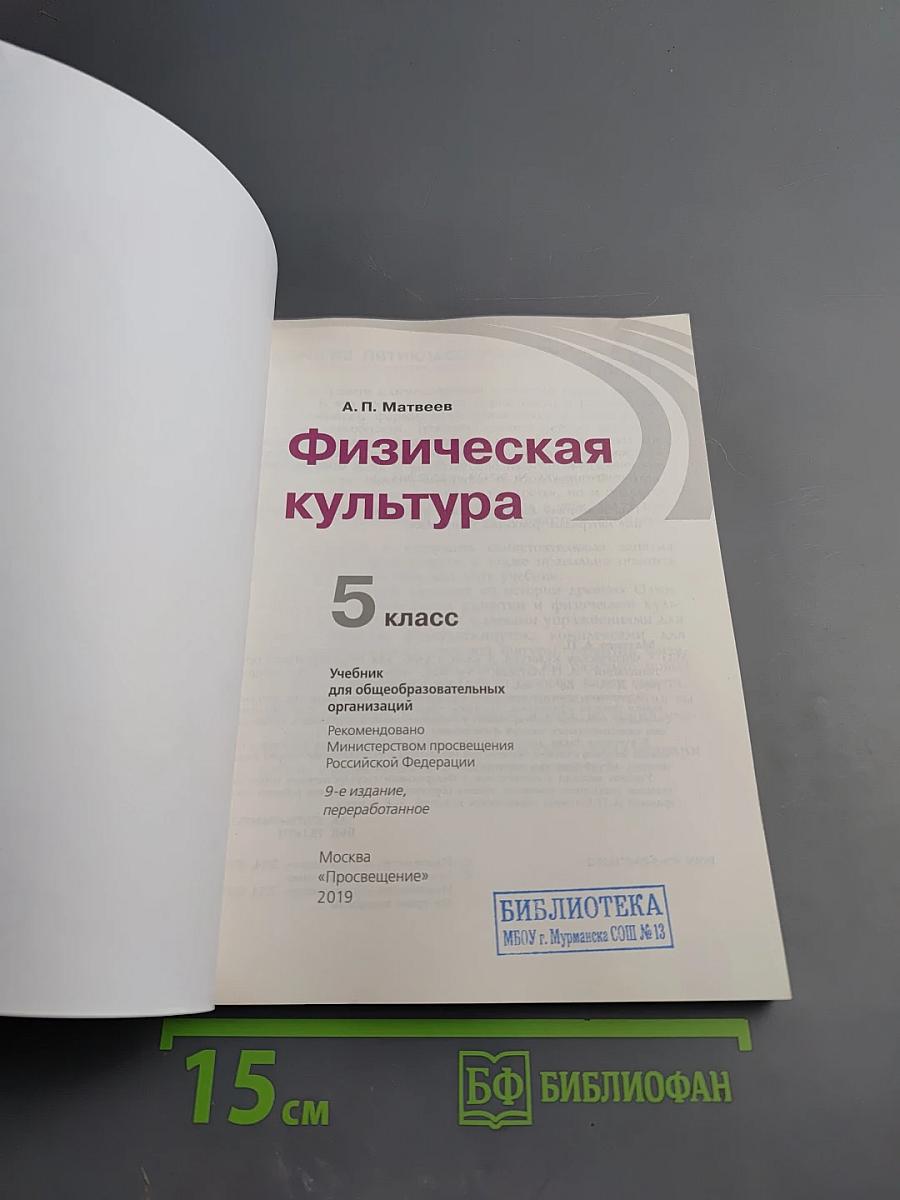 А. П. Матвеев
Физическая
культура
5 класс
Учебник
для общеобразовательных
организаций
Рекомендовано
Министерством просвещения
Российской Федерации
9-е издание,
переработанное
Москва
«Просвещение»
2019
БИБЛИОТЕКА
МБОУ г. Мурманска СОШ № 13
15 см
БФ БИБЛИОФАН